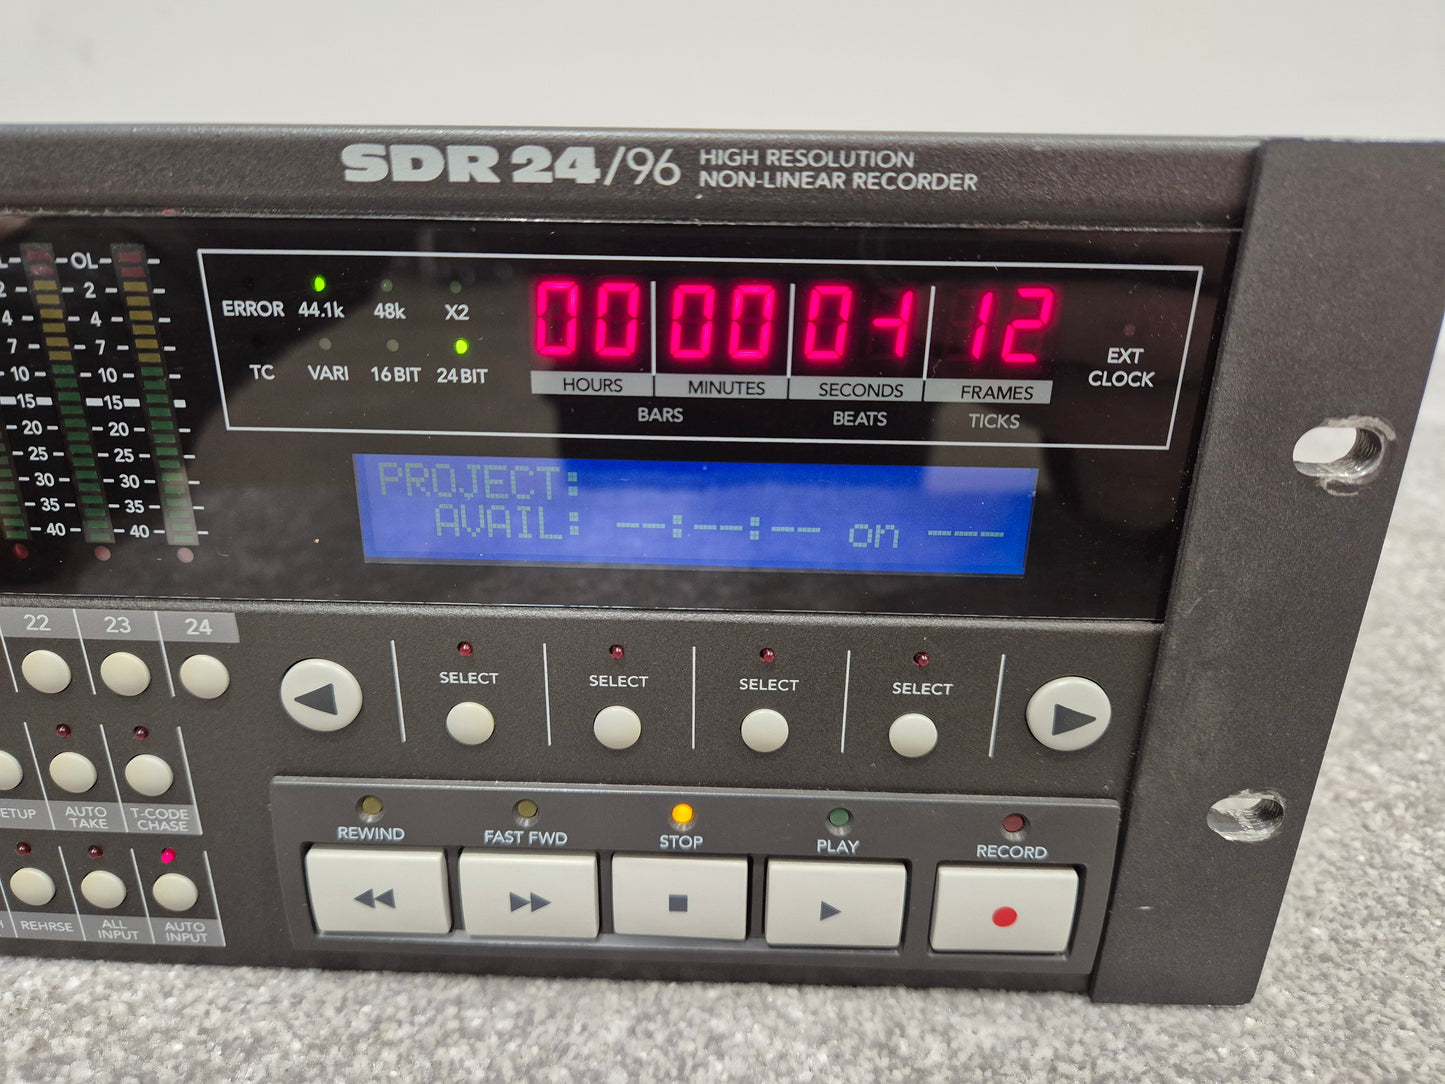 SDR 24/96 HIGH RESOLUTION
NON-LINEAR RECORDER
OL
2
4
7
10
15
20
25
30
35
40
OL
2
4
7
10
15
20
25
30
35
40
ERROR 44.1k 48k X2
TC VARI 16 BIT 24 BIT
00 00 0 12
HOURS MINUTES SECONDS FRAMES
BARS BEATS TICKS
EXT
CLOCK
PROJECT:
AVAIL: --:--:-- on ---
22 23 24
SELECT SELECT SELECT SELECT
AUTO
TAKE
T-CODE
CHASE
REHRSE
ALL
INPUT
AUTO
INPUT
REWIND FAST FWD STOP PLAY RECORD